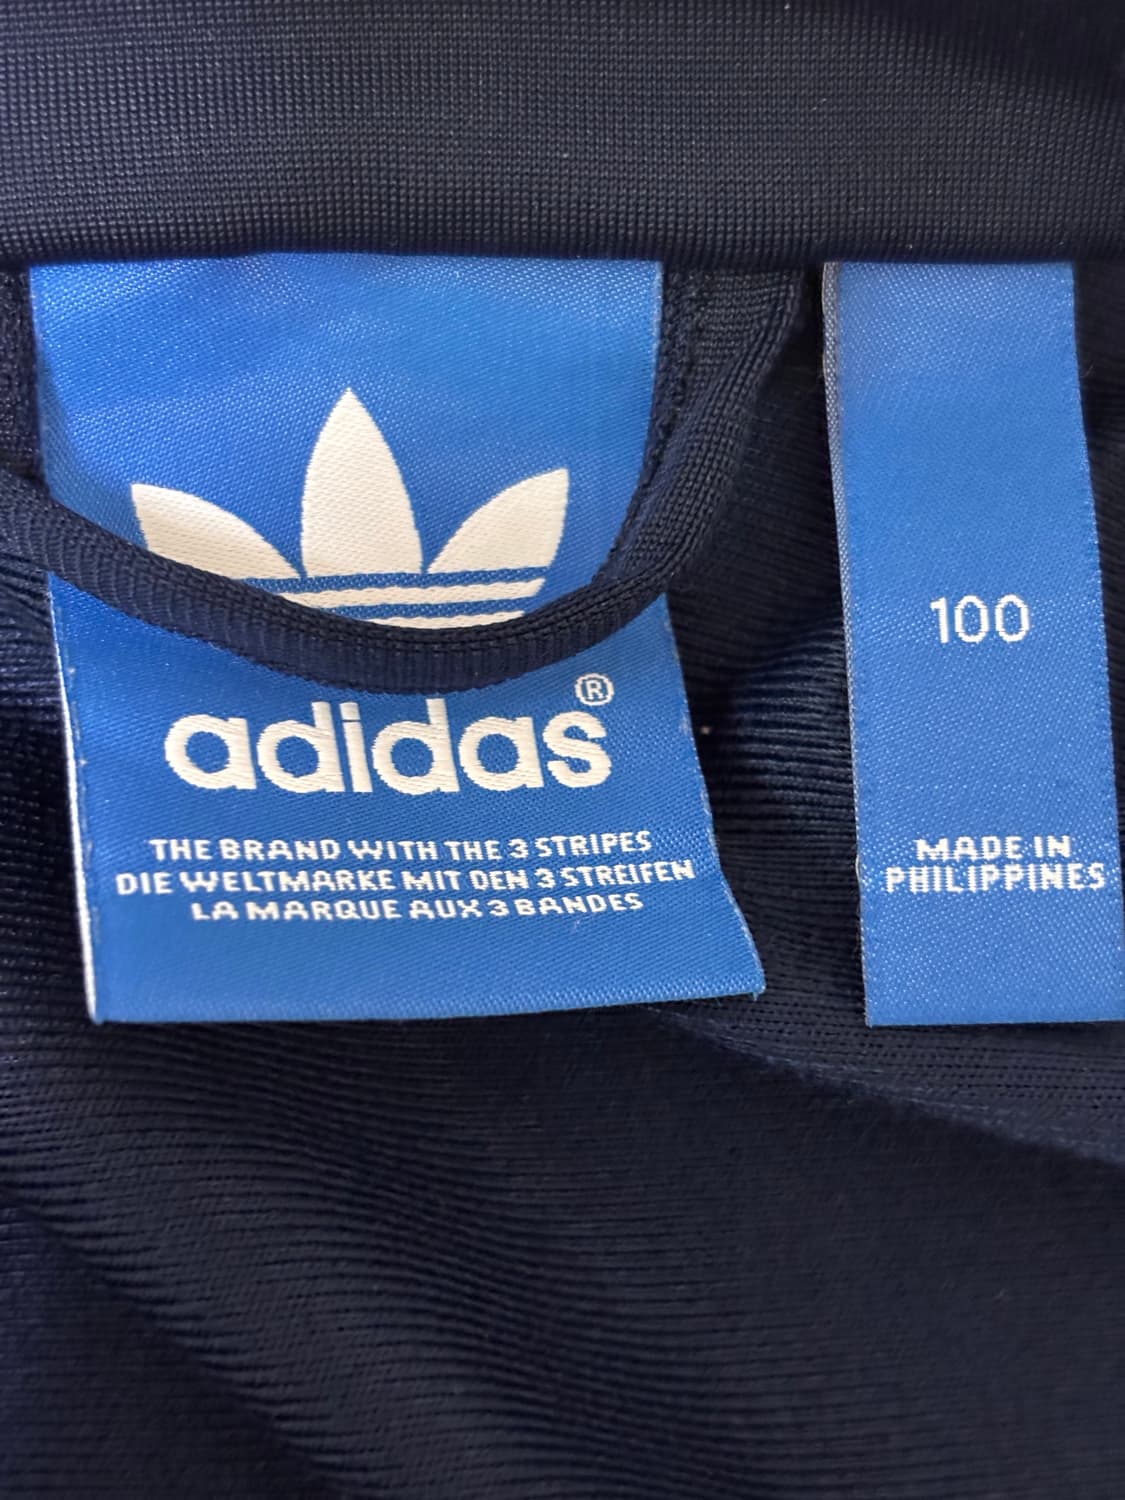 adidas®
THE BRAND WITH THE 3 STRIPES
DIE WELTMARKE MIT DEN 3 STREIFEN
LA MARQUE AUX 3 BANDES
100
MADE IN
PHILIPPINES